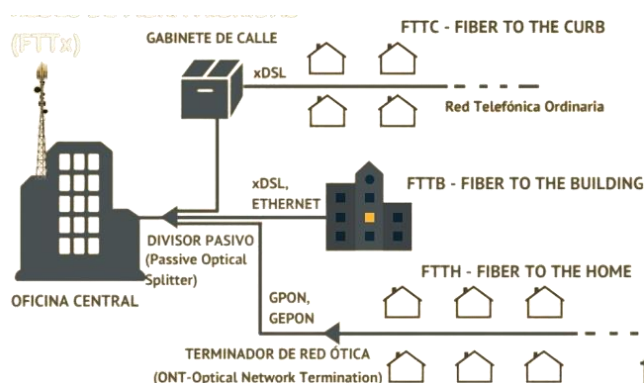 (FTTx)
GABINETE DE CALLE
FTTC - FIBER TO THE CURB
xDSL
Red Telefónica Ordinaria
xDSL,
ETHERNET
FTTB - FIBER TO THE BUILDING
DIVISOR PASIVO
(Passive Optical
Splitter)
OFICINA CENTRAL
FTTH - FIBER TO THE HOME
GPON,
GEPON
TERMINADOR DE RED ÓTICA
(ONT-Optical Network Termination)